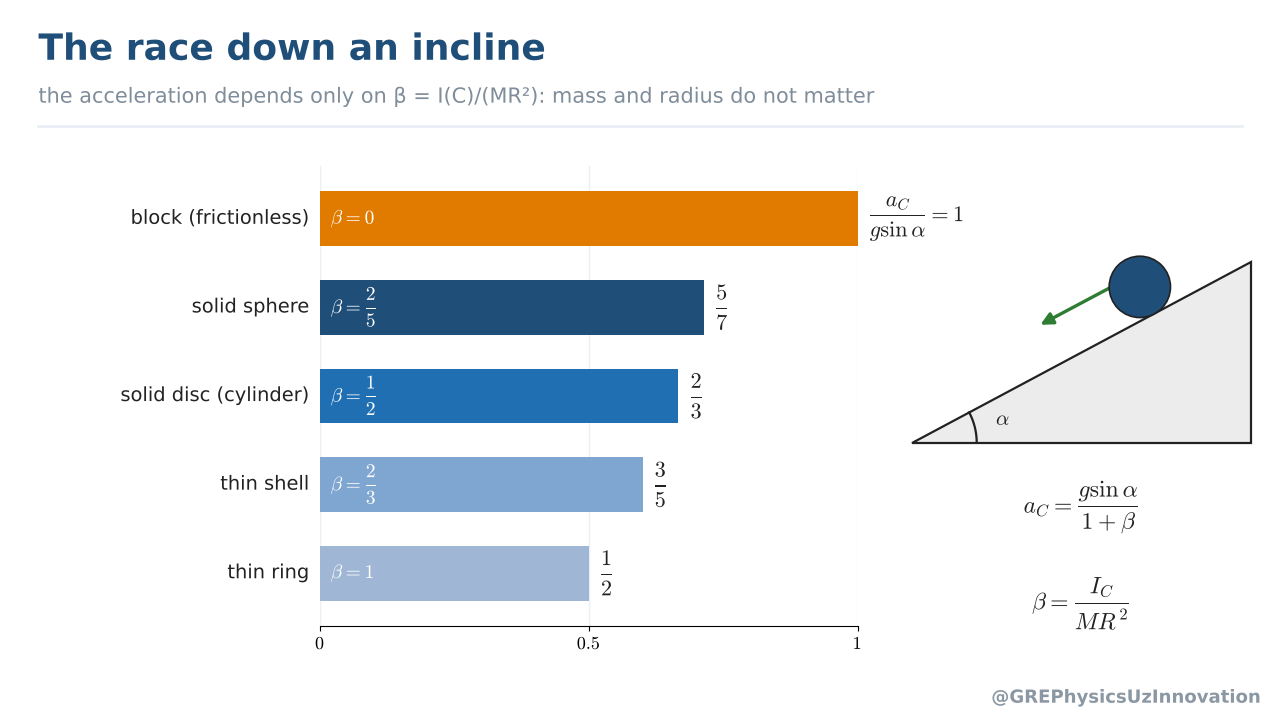 The race down an incline
the acceleration depends only on β = I(C)/(MR²): mass and radius do not matter
block (frictionless)
β = 0
a_C / (g sin α) = 1
solid sphere
β = 2/5
5/7
solid disc (cylinder)
β = 1/2
2/3
thin shell
β = 2/3
3/5
thin ring
β = 1
1/2
0
0.5
1
α
a_C = g sin α / (1 + β)
β = I_C / (MR²)
@GREPhysicsUzInnovation